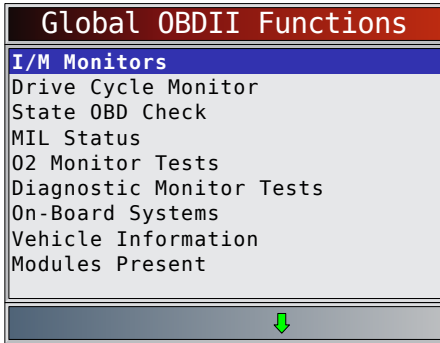 Global OBDII Functions
I/M Monitors
Drive Cycle Monitor
State OBD Check
MIL Status
O2 Monitor Tests
Diagnostic Monitor Tests
On-Board Systems
Vehicle Information
Modules Present